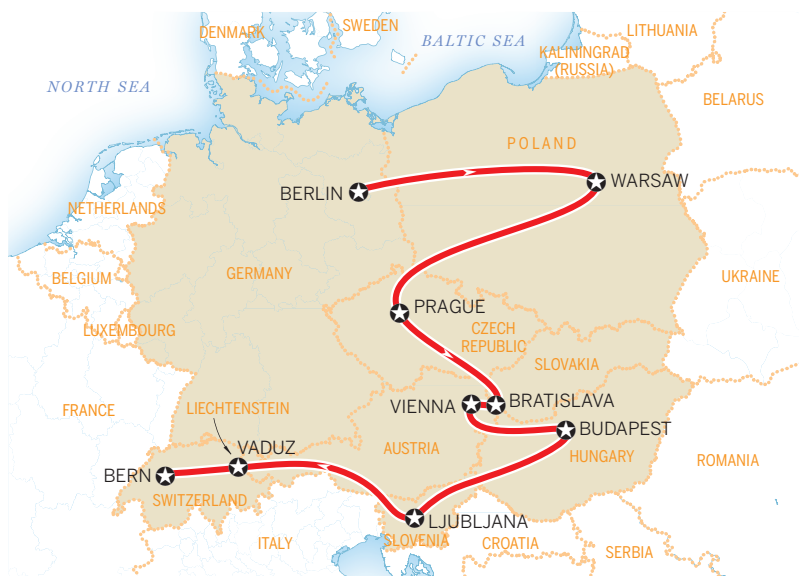 DENMARK
SWEDEN
LITHUANIA
BALTIC SEA
KALININGRAD
(RUSSIA)
NORTH SEA
BELARUS
POLAND
BERLIN
WARSAW
NETHERLANDS
BELGIUM
GERMANY
UKRAINE
PRAGUE
LUXEMBOURG
CZECH
REPUBLIC
SLOVAKIA
FRANCE
LIECHTENSTEIN
VIENNA
BRATISLAVA
BUDAPEST
VADUZ
AUSTRIA
HUNGARY
ROMANIA
BERN
SWITZERLAND
LJUBLJANA
SLOVENIA
ITALY
CROATIA
SERBIA